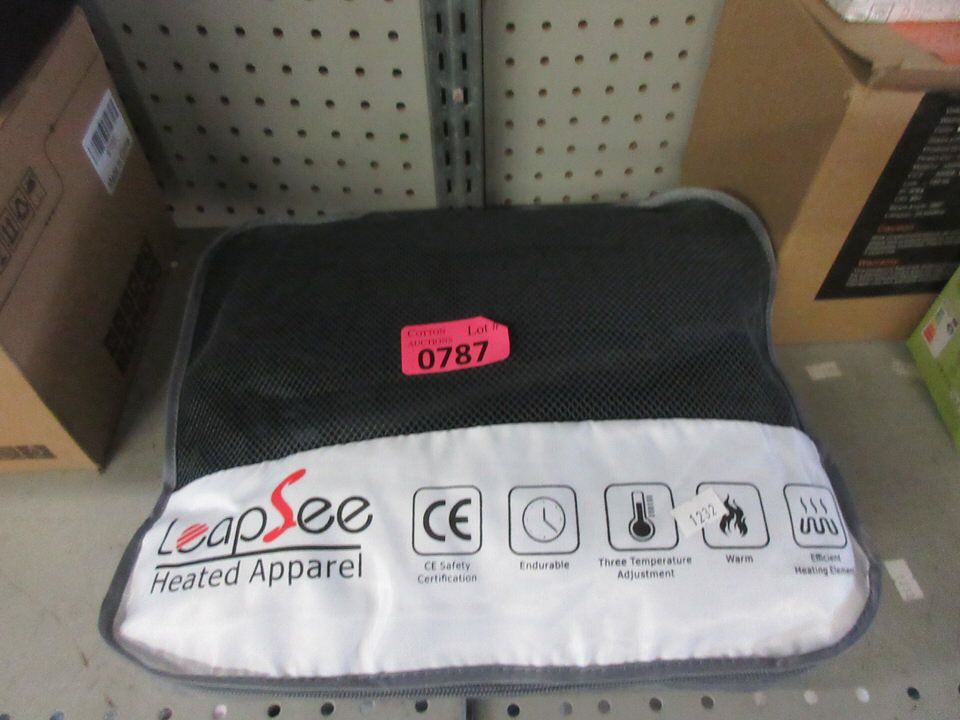 Cotton Lot #
Auctions
0787
LeapSee
Heated Apparel
CE
CE Safety
Certification
Endurable
Three Temperature
Adjustment
1232
Warm
Efficient
Heating Element